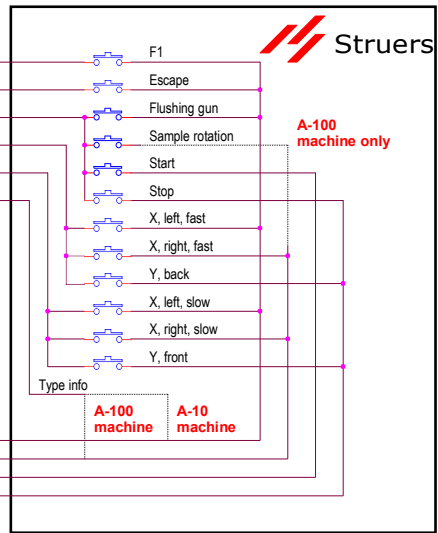 Struers
F1
Escape
Flushing gun
Sample rotation
A-100
machine only
Start
Stop
X, left, fast
X, right, fast
Y, back
X, left, slow
X, right, slow
Y, front
Type info
A-100
machine
A-10
machine